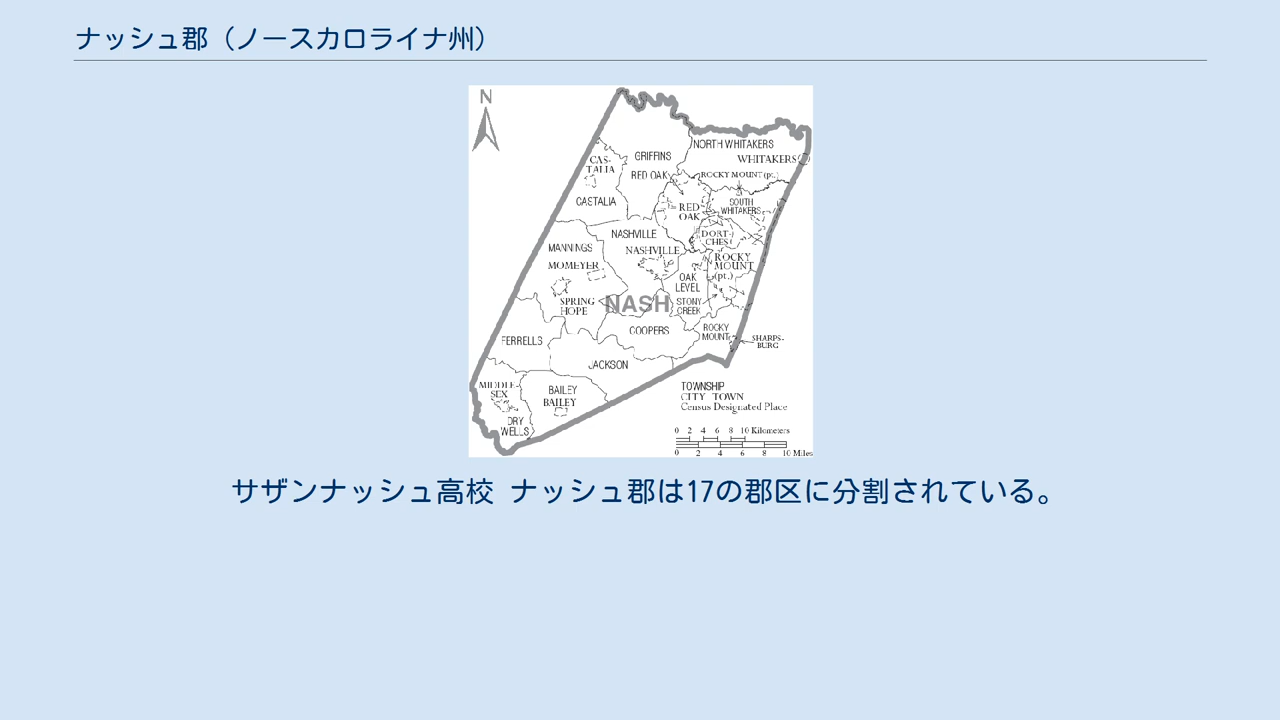 ナッシュ郡（ノースカロライナ州）
N
NORTH WHITAKERS
GRIFFINS
WHITAKERS
CAS-
TALIA
RED OAK
ROCKY MOUNT (pt.)
CASTALIA
SOUTH
WHITAKERS
RED
OAK
NASHVILLE
DORT-
CHES
MANNINGS
NASHVILLE
ROCKY
MOUNT
(pt.)
MOMEYER
OAK
LEVEL
SPRING
HOPE
NASH
STONY
CREEK
COOPERS
ROCKY
MOUNT
FERRELLS
SHARPS-
BURG
JACKSON
MIDDLE-
SEX
BAILEY
BAILEY
DRY
WELLS
TOWNSHIP
CITY TOWN
Census Designated Place
0 2 4 6 8 10 Kilometers
0 2 4 6 8 10 Miles
サザンナッシュ高校 ナッシュ郡は17の郡区に分割されている。